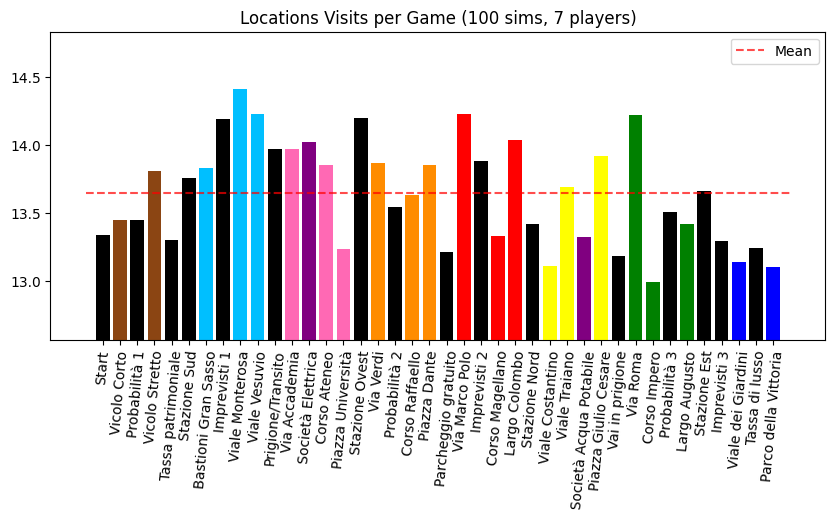 Locations Visits per Game (100 sims, 7 players)
Mean
14.5
14.0
13.5
13.0
Start
Vicolo Corto
Probabilità 1
Vicolo Stretto
Tassa patrimoniale
Stazione Sud
Bastioni Gran Sasso
Imprevisti 1
Viale Monterosa
Viale Vesuvio
Prigione/Transito
Via Accademia
Società Elettrica
Corso Ateneo
Piazza Università
Stazione Ovest
Via Verdi
Probabilità 2
Corso Raffaello
Piazza Dante
Parcheggio gratuito
Via Marco Polo
Imprevisti 2
Corso Magellano
Largo Colombo
Stazione Nord
Viale Costantino
Viale Traiano
Società Acqua Potabile
Piazza Giulio Cesare
Vai in prigione
Via Roma
Corso Impero
Probabilità 3
Largo Augusto
Stazione Est
Imprevisti 3
Viale dei Giardini
Tassa di lusso
Parco della Vittoria